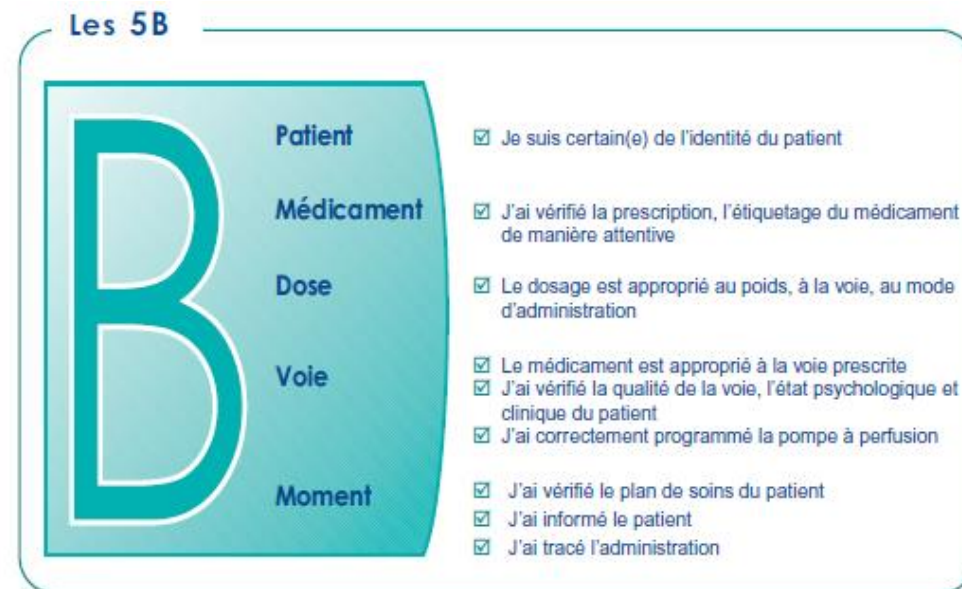 Les 5B
B
Patient
☑ Je suis certain(e) de l'identité du patient
Médicament
☑ J'ai vérifié la prescription, l'étiquetage du médicament
de manière attentive
Dose
☑ Le dosage est approprié au poids, à la voie, au mode
d'administration
Voie
☑ Le médicament est approprié à la voie prescrite
☑ J'ai vérifié la qualité de la voie, l'état psychologique et
clinique du patient
☑ J'ai correctement programmé la pompe à perfusion
Moment
☑ J'ai vérifié le plan de soins du patient
☑ J'ai informé le patient
☑ J'ai tracé l'administration